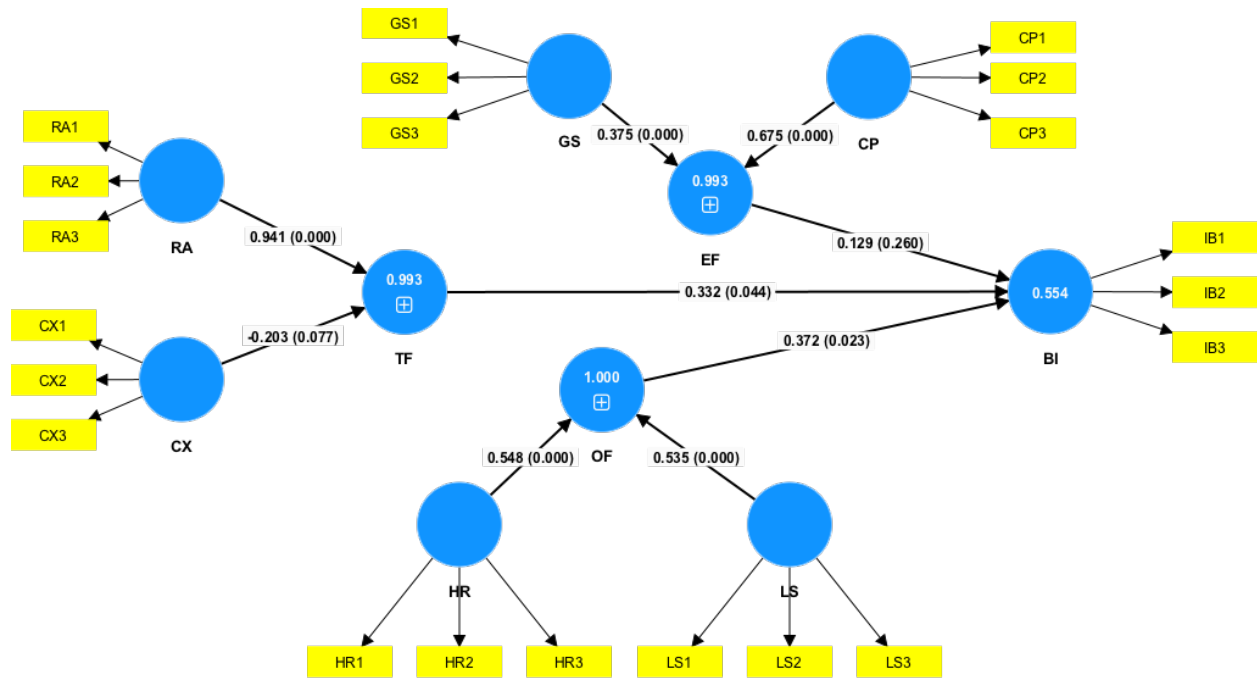 GS1
GS2
GS3
GS
CP1
CP2
CP3
CP
RA1
RA2
RA3
RA
0.375 (0.000)
0.675 (0.000)
0.993
EF
0.941 (0.000)
0.129 (0.260)
IB1
IB2
IB3
0.554
BI
0.993
TF
0.332 (0.044)
CX1
CX2
CX3
CX
-0.203 (0.077)
0.372 (0.023)
1.000
OF
0.548 (0.000)
0.535 (0.000)
HR
LS
HR1
HR2
HR3
LS1
LS2
LS3